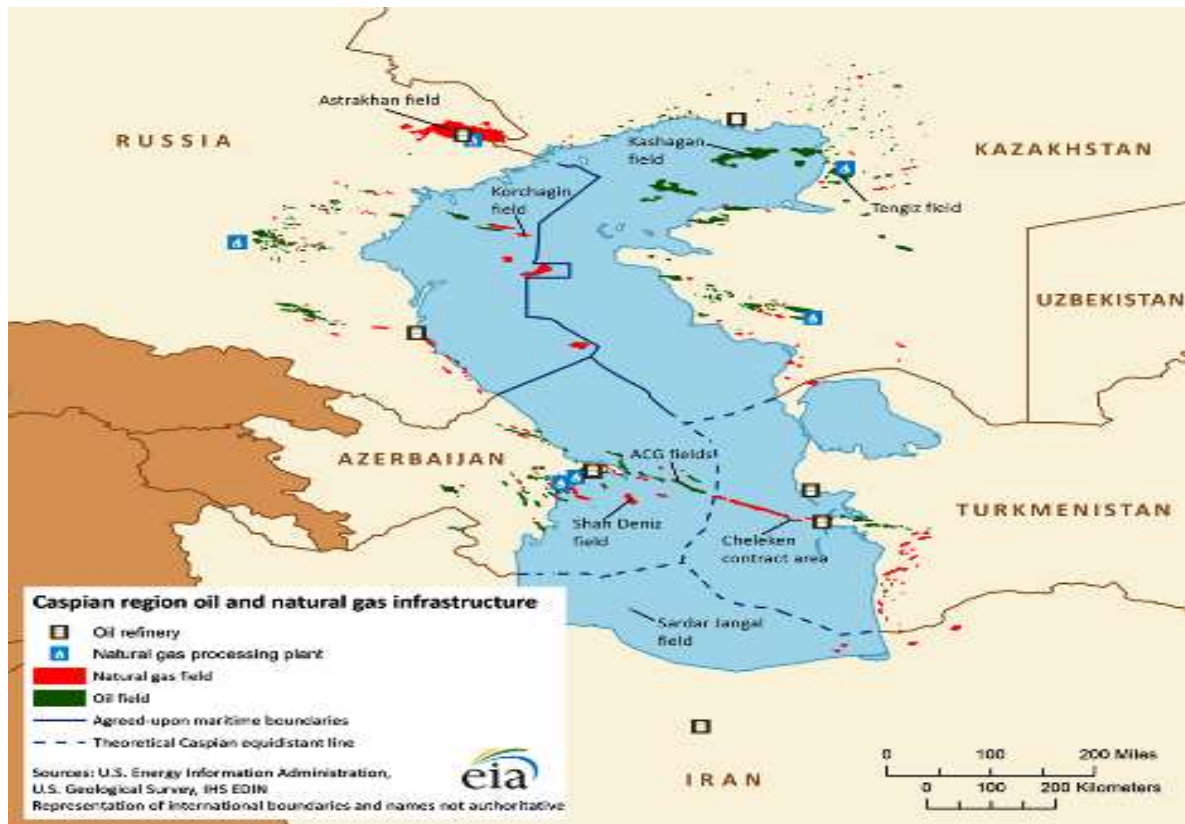 Astrakhan field
RUSSIA
Kashagan
field
KAZAKHSTAN
Korchagin
field
Tengiz field
UZBEKISTAN
AZERBAIJAN
ACG fields
TURKMENISTAN
Shah Deniz
field
Cheleken
contract area
Sardar Jangal
field
IRAN
Caspian region oil and natural gas infrastructure
Oil refinery
Natural gas processing plant
Natural gas field
Oil field
Agreed-upon maritime boundaries
Theoretical Caspian equidistant line
Sources: U.S. Energy Information Administration,
U.S. Geological Survey, IHS EDIN
Representation of international boundaries and names not authoritative
eia
0 100 200 Miles
0 100 200 Kilometers